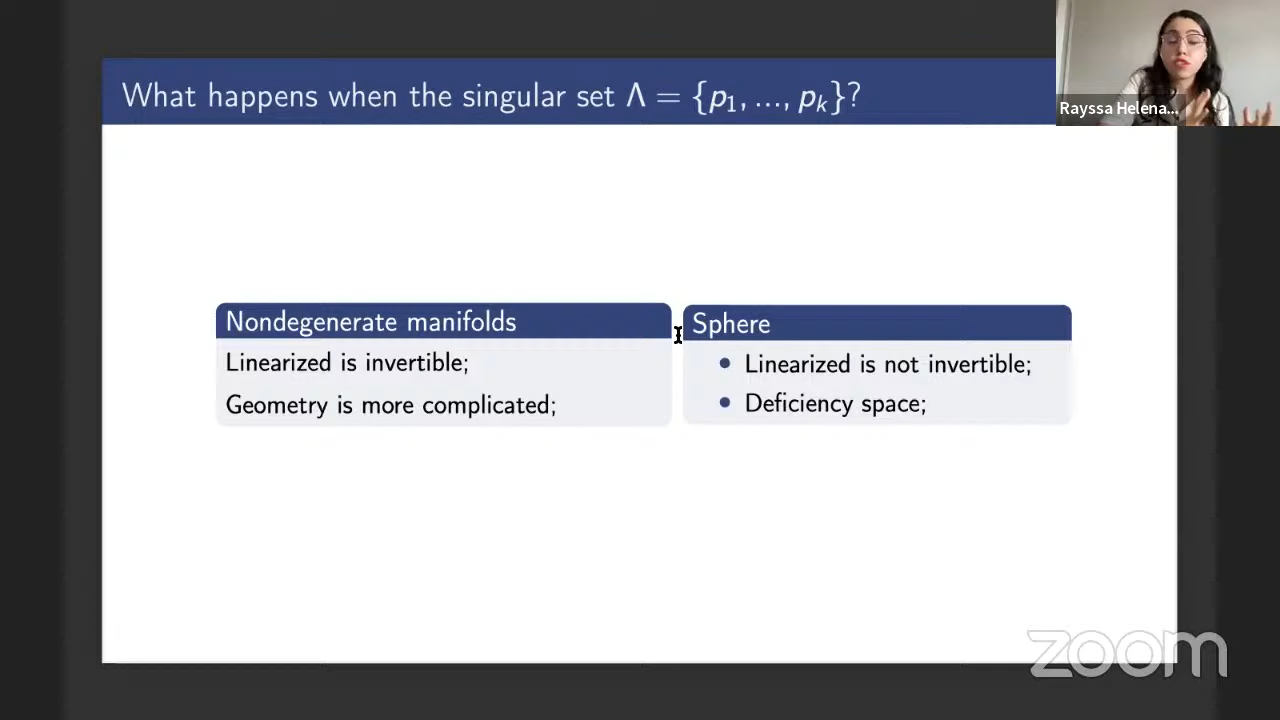 What happens when the singular set Λ = {p₁, ..., pₖ}?
Rayssa Helena...
Nondegenerate manifolds
Linearized is invertible;
Geometry is more complicated;
Sphere
• Linearized is not invertible;
• Deficiency space;
zoom